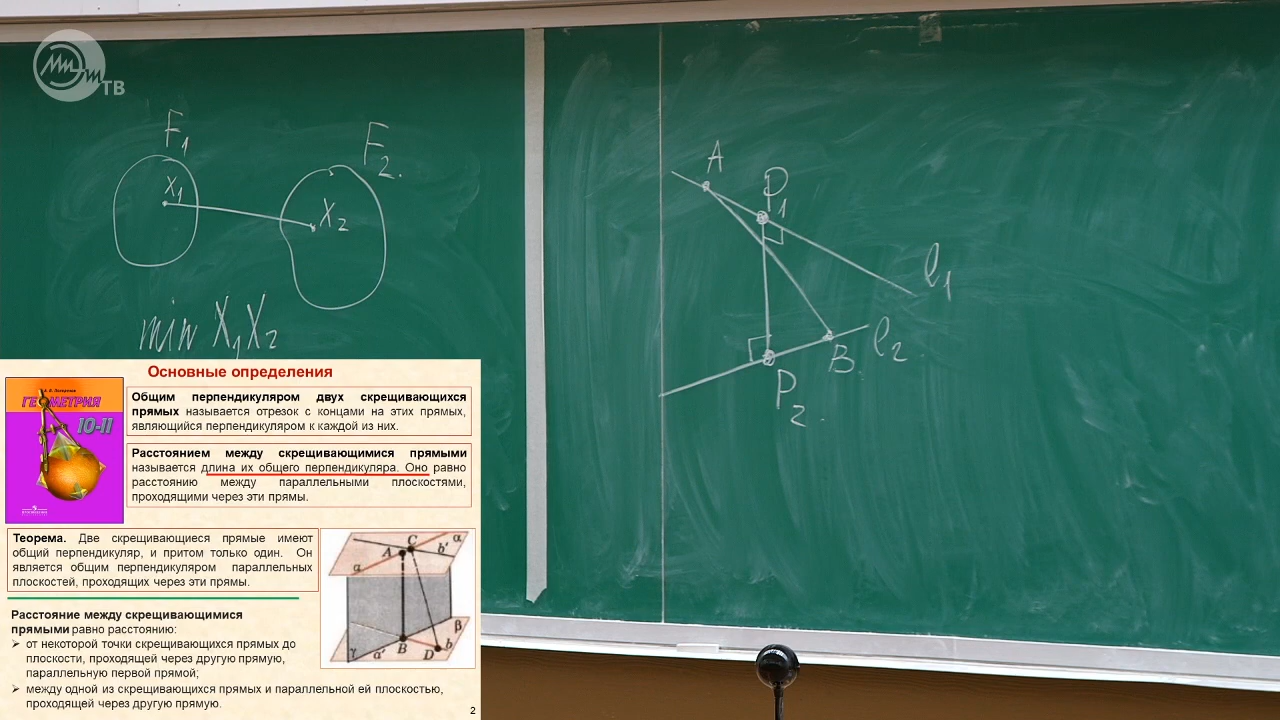 МИЭТ ТВ
F₁
F₂.
X₁
X₂
min X₁X₂
A
P₁
l₁
B.
l₂
P₂.
Основные определения
ГЕОМЕТРИЯ
10-11
Общим перпендикуляром двух скрещивающихся
прямых называется отрезок с концами на этих прямых,
являющийся перпендикуляром к каждой из них.
Расстоянием между скрещивающимися прямыми
называется длина их общего перпендикуляра. Оно равно
расстоянию между параллельными плоскостями,
проходящими через эти прямы.
Теорема. Две скрещивающиеся прямые имеют
общий перпендикуляр, и притом только один. Он
является общим перпендикуляром параллельных
плоскостей, проходящих через эти прямы.
A
C
α
b'
a
γ
a'
B
D
b
β
Расстояние между скрещивающимися
прямыми равно расстоянию:
➢ от некоторой точки скрещивающихся прямых до
плоскости, проходящей через другую прямую,
параллельную первой прямой;
➢ между одной из скрещивающихся прямых и параллельной ей плоскостью,
проходящей через другую прямую.
2